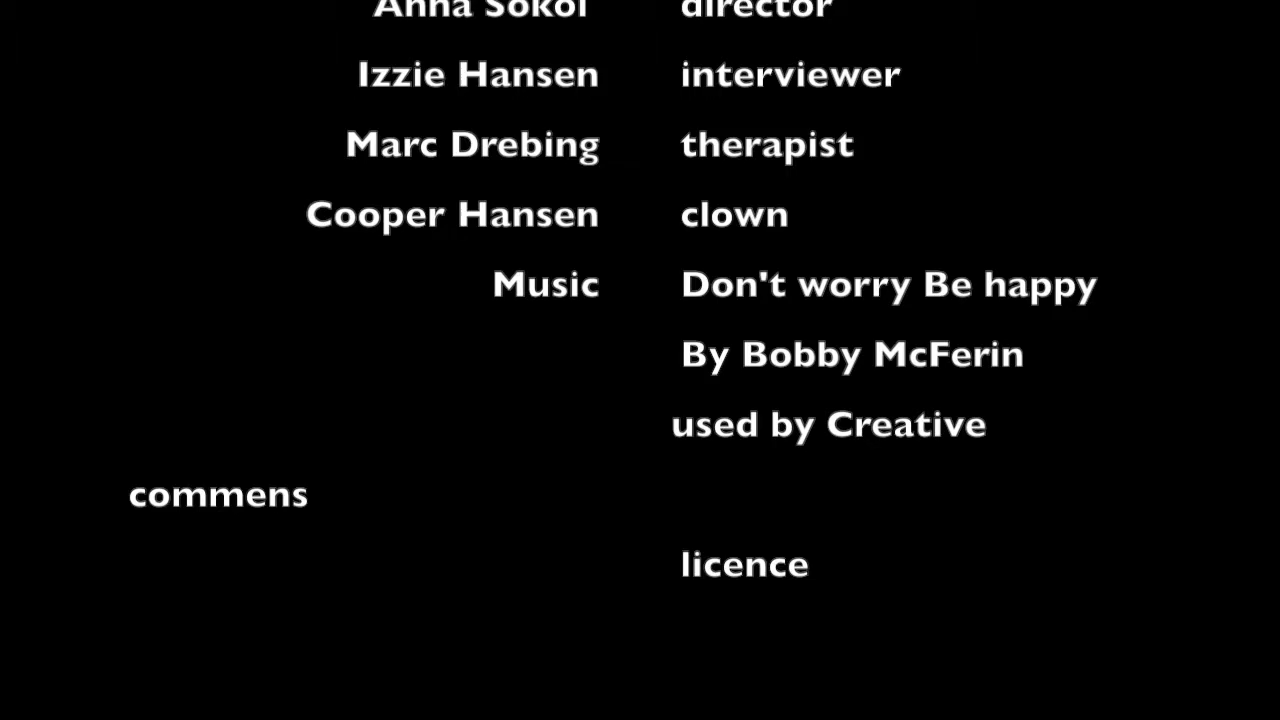 Anna Sokol director
Izzie Hansen interviewer
Marc Drebing therapist
Cooper Hansen clown
Music Don't worry Be happy
By Bobby McFerin
used by Creative
commens
licence